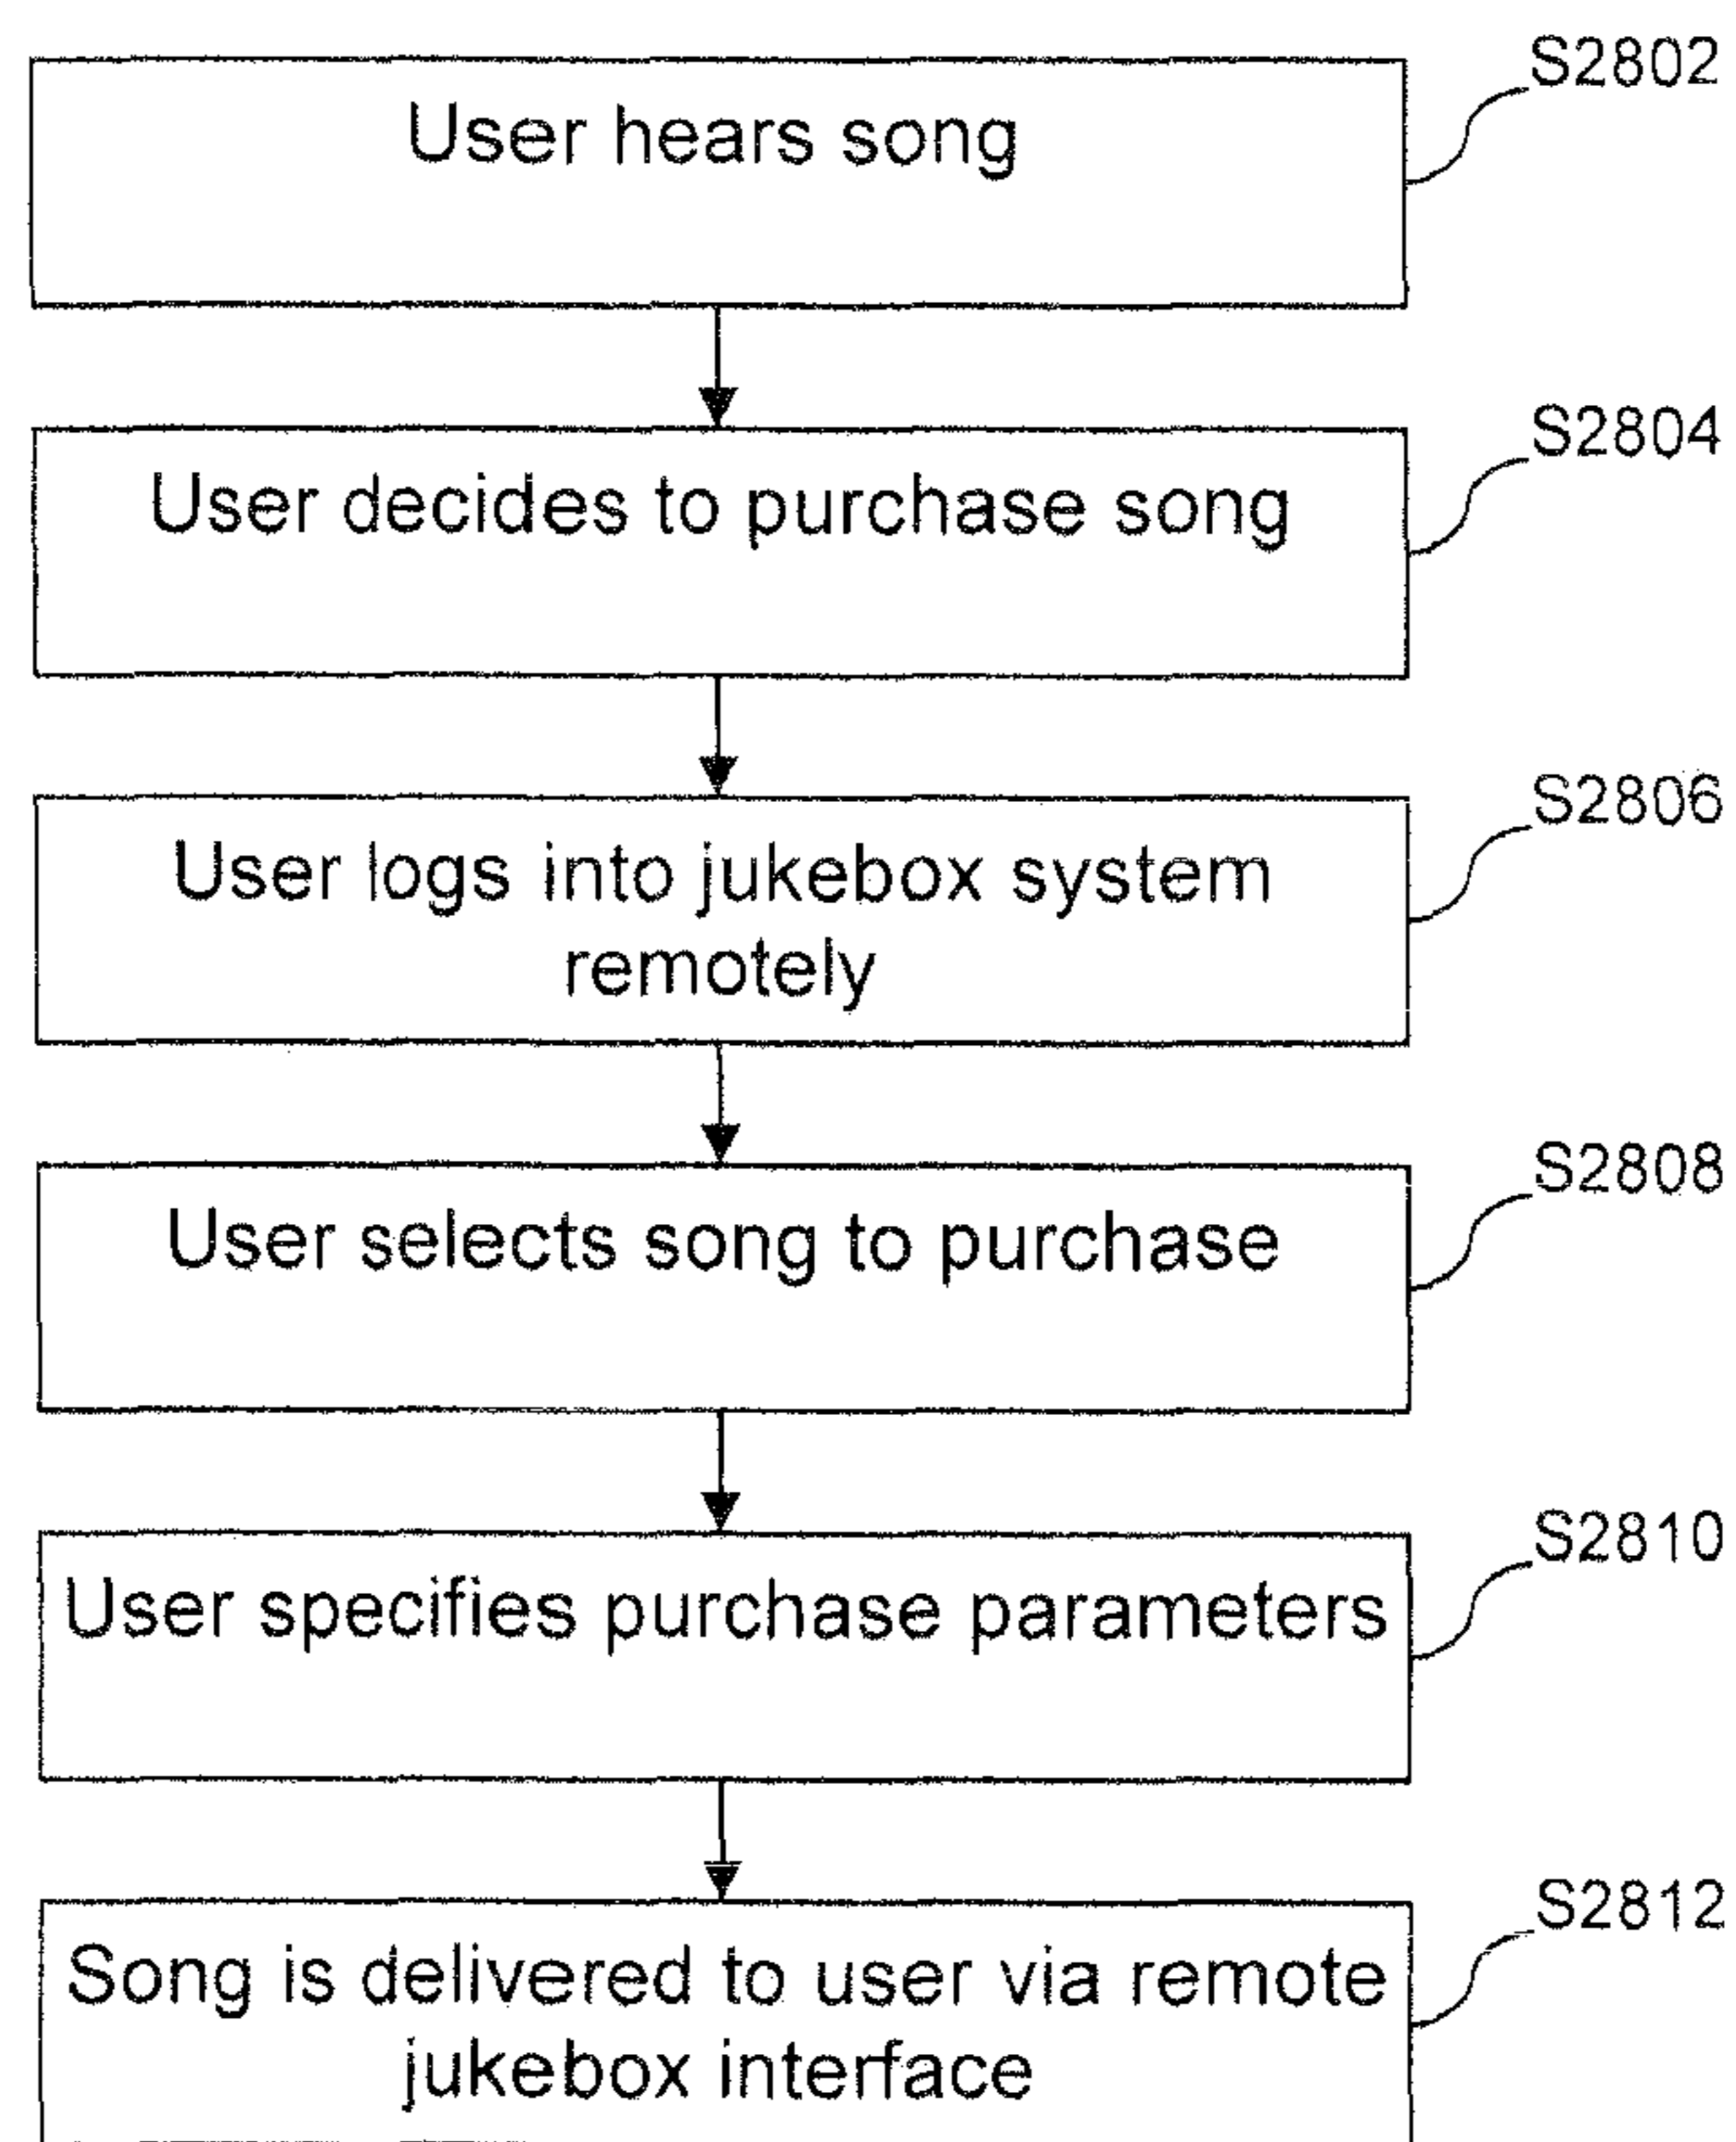 S2802
User hears song
S2804
User decides to purchase song
S2806
User logs into jukebox system
remotely
S2808
User selects song to purchase
S2810
User specifies purchase parameters
S2812
Song is delivered to user via remote
jukebox interface